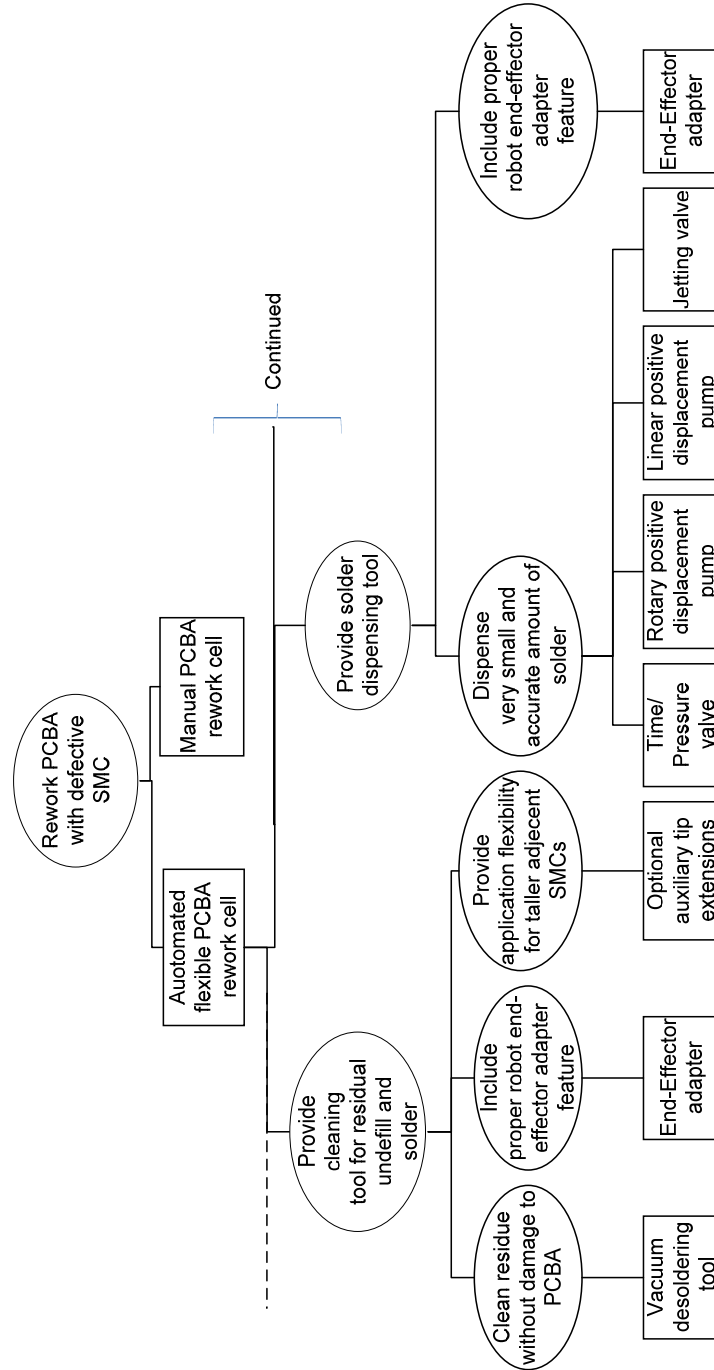 Rework PCBA
with defective
SMC
Auotomated
flexible PCBA
rework cell
Manual PCBA
rework cell
Continued
Provide
cleaning
tool for residual
undefill and
solder
Provide solder
dispensing tool
Clean residue
without damage to
PCBA
Include
proper robot end-
effector adapter
feature
Provide
application flexibility
for taller adjecent
SMCs
Dispense
very small and
accurate amount of
solder
Include proper
robot end-effector
adapter
feature
Vacuum
desoldering
tool
End-Effector
adapter
Optional
auxiliary tip
extensions
Time/
Pressure
valve
Rotary positive
displacement
pump
Linear positive
displacement
pump
Jetting valve
End-Effector
adapter